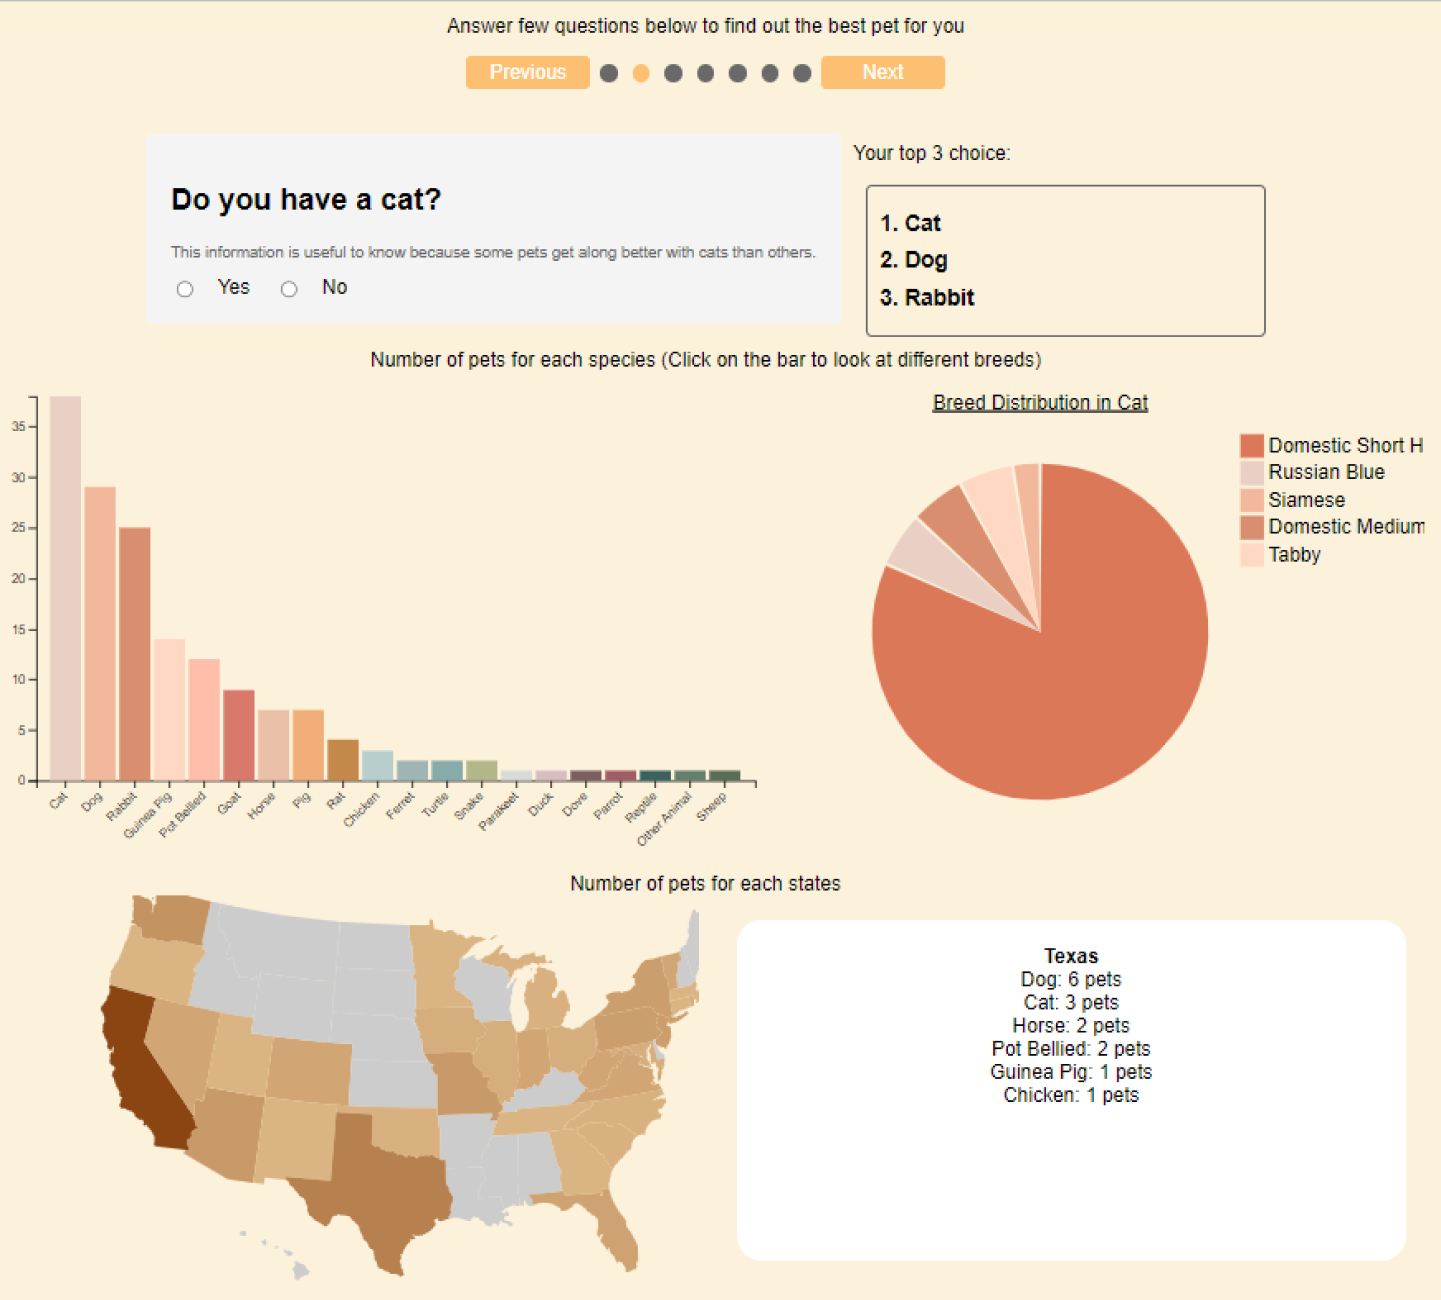 Answer few questions below to find out the best pet for you
Previous
Next
Do you have a cat?
This information is useful to know because some pets get along better with cats than others.
Yes
No
Your top 3 choice:
1. Cat
2. Dog
3. Rabbit
Number of pets for each species (Click on the bar to look at different breeds)
35
30
25
20
15
10
5
0
Cat
Dog
Rabbit
Guinea Pig
Pot Bellied
Goat
Horse
Pig
Rat
Chicken
Ferret
Turtle
Snake
Parakeet
Duck
Dove
Parrot
Reptile
Other Animal
Sheep
Breed Distribution in Cat
Domestic Short H
Russian Blue
Siamese
Domestic Medium
Tabby
Number of pets for each states
Texas
Dog: 6 pets
Cat: 3 pets
Horse: 2 pets
Pot Bellied: 2 pets
Guinea Pig: 1 pets
Chicken: 1 pets